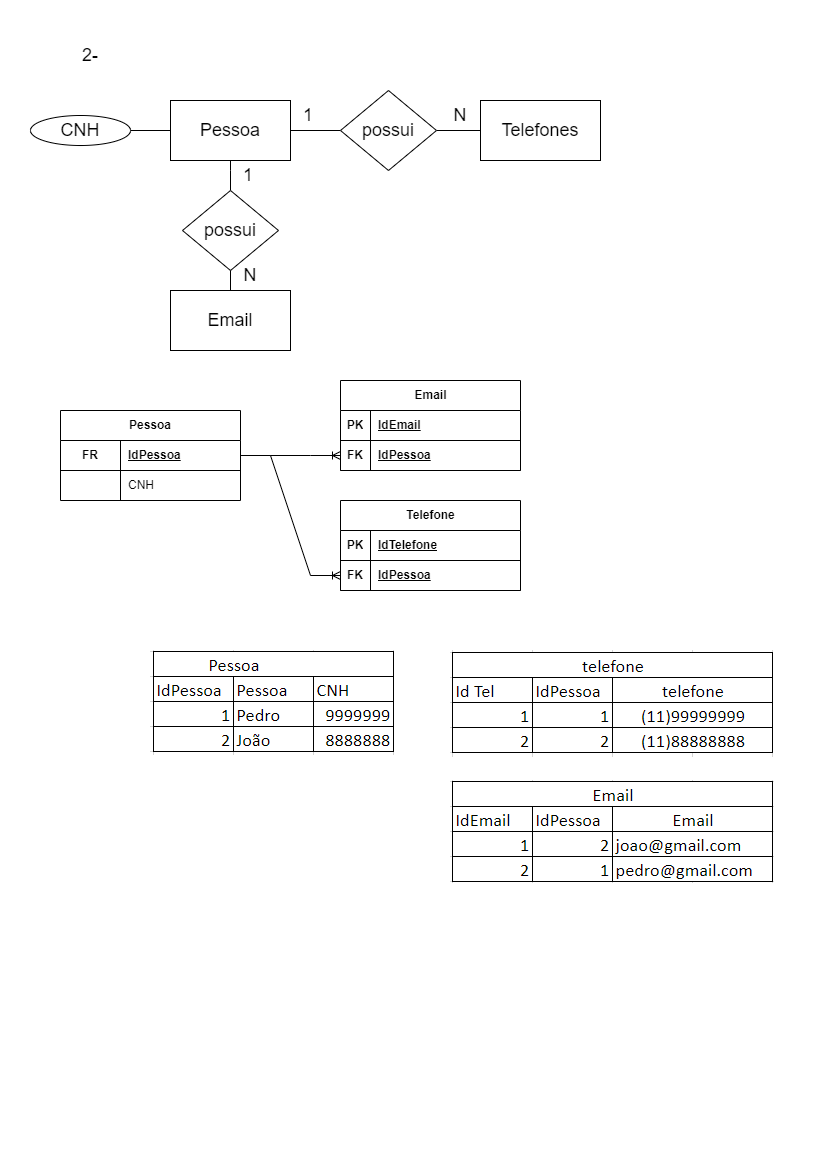 2-
CNH Pessoa 1 possui N Telefones
1
possui
N
Email
Email
PK IdEmail
FK IdPessoa
Pessoa
FR IdPessoa
CNH
Telefone
PK IdTelefone
FK IdPessoa
Pessoa
IdPessoa Pessoa CNH
1 Pedro 9999999
2 João 8888888
telefone
Id Tel IdPessoa telefone
1 1 (11)99999999
2 2 (11)88888888
Email
IdEmail IdPessoa Email
1 2 joao@gmail.com
2 1 pedro@gmail.com